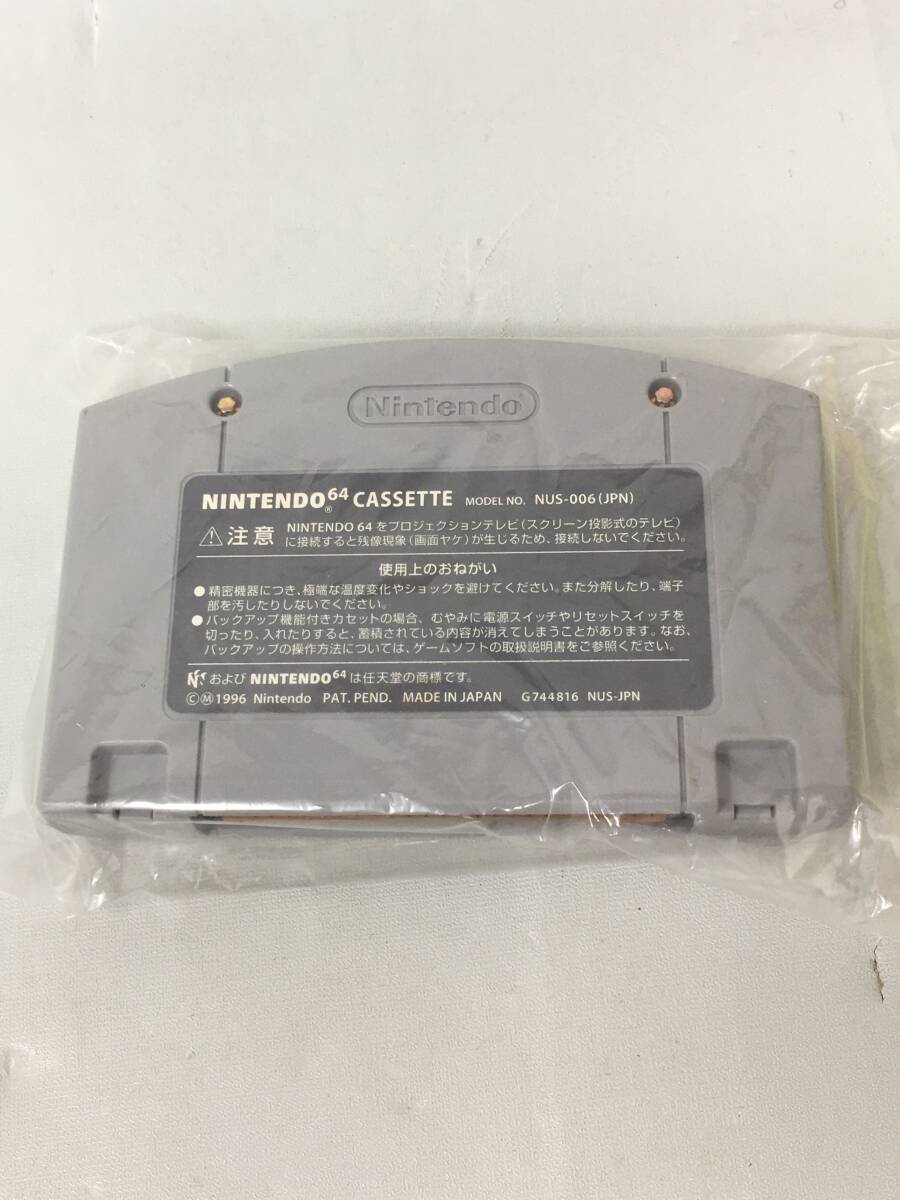 Nintendo
NINTENDO64® CASSETTE MODEL NO. NUS-006(JPN)
注意 NINTENDO 64をプロジェクションテレビ(スクリーン投影式のテレビ)
に接続すると残像現象(画面ヤケ)が生じるため、接続しないでください。
使用上のおねがい
●精密機器につき、極端な温度変化やショックを避けてください。また分解したり、端子
部を汚したりしないでください。
●バックアップ機能付きカセットの場合、むやみに電源スイッチやリセットスイッチを
切ったり、入れたりすると、蓄積されている内容が消えてしまうことがあります。なお、
バックアップの操作方法については、ゲームソフトの取扱説明書をご参照ください。
および NINTENDO64は任天堂の商標です。
©Ⓜ1996 Nintendo PAT. PEND. MADE IN JAPAN G744816 NUS-JPN